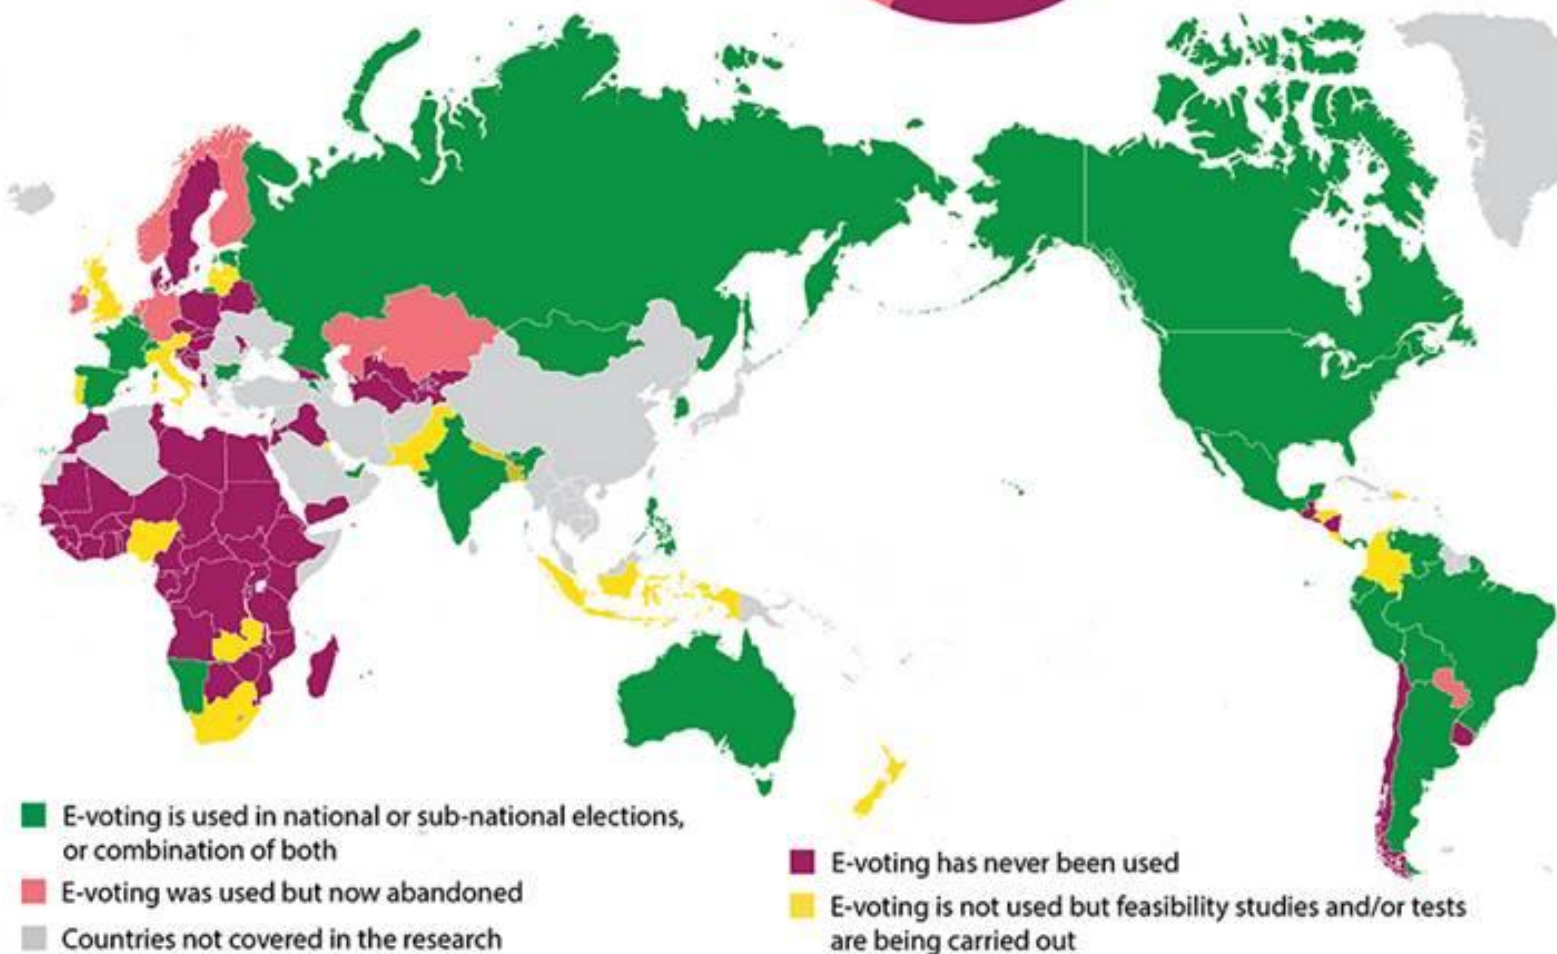 E-voting is used in national or sub-national elections,
or combination of both
E-voting was used but now abandoned
Countries not covered in the research
E-voting has never been used
E-voting is not used but feasibility studies and/or tests
are being carried out